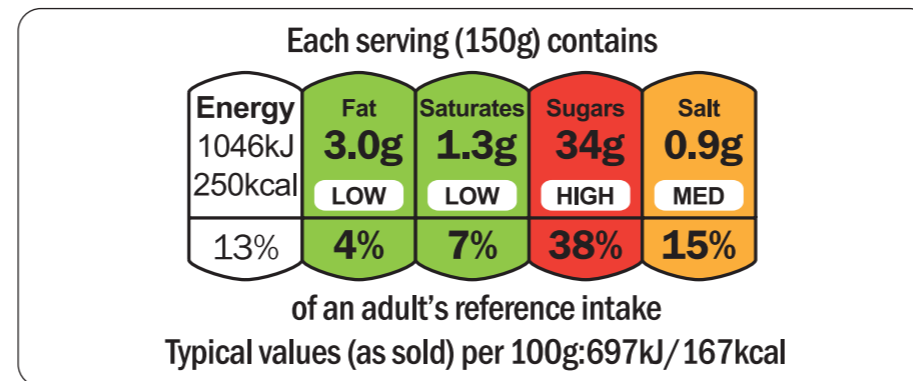 Each serving (150g) contains
Energy Fat Saturates Sugars Salt
1046kJ 3.0g 1.3g 34g 0.9g
250kcal LOW LOW HIGH MED
13% 4% 7% 38% 15%
of an adult's reference intake
Typical values (as sold) per 100g:697kJ/167kcal